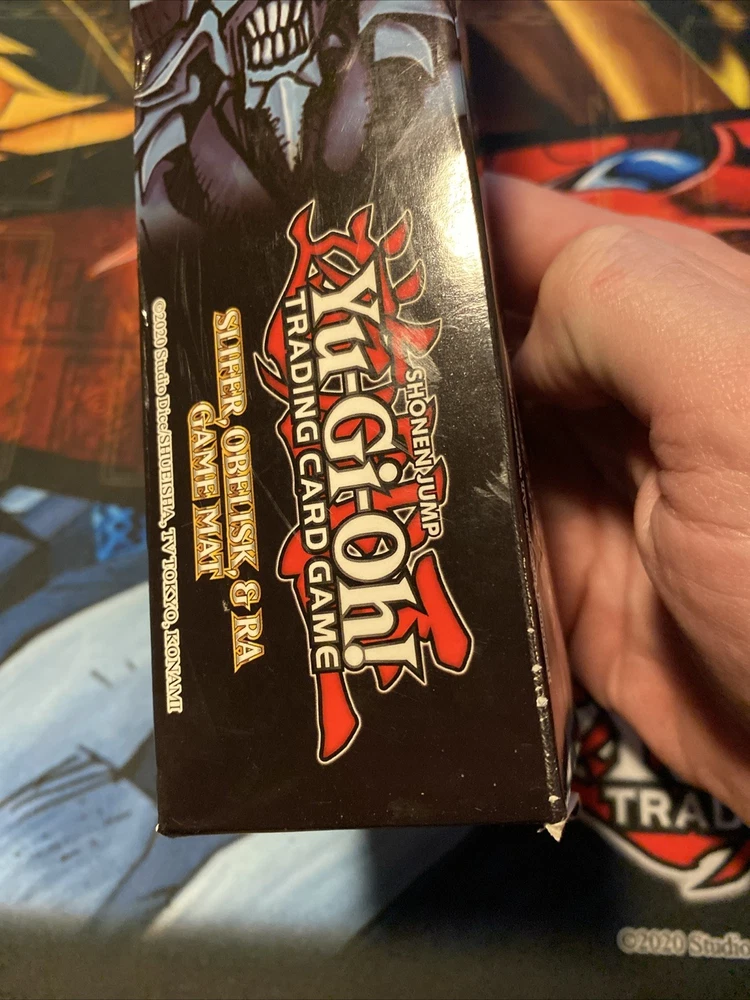 SHONEN JUMP
Yu-Gi-Oh!
TRADING CARD GAME
SLIFER, OBELISK, & RA
GAME MAT
©2020 Studio Dice/SHUEISHA, TV TOKYO, KONAMI
TRAD
©2020 Studio